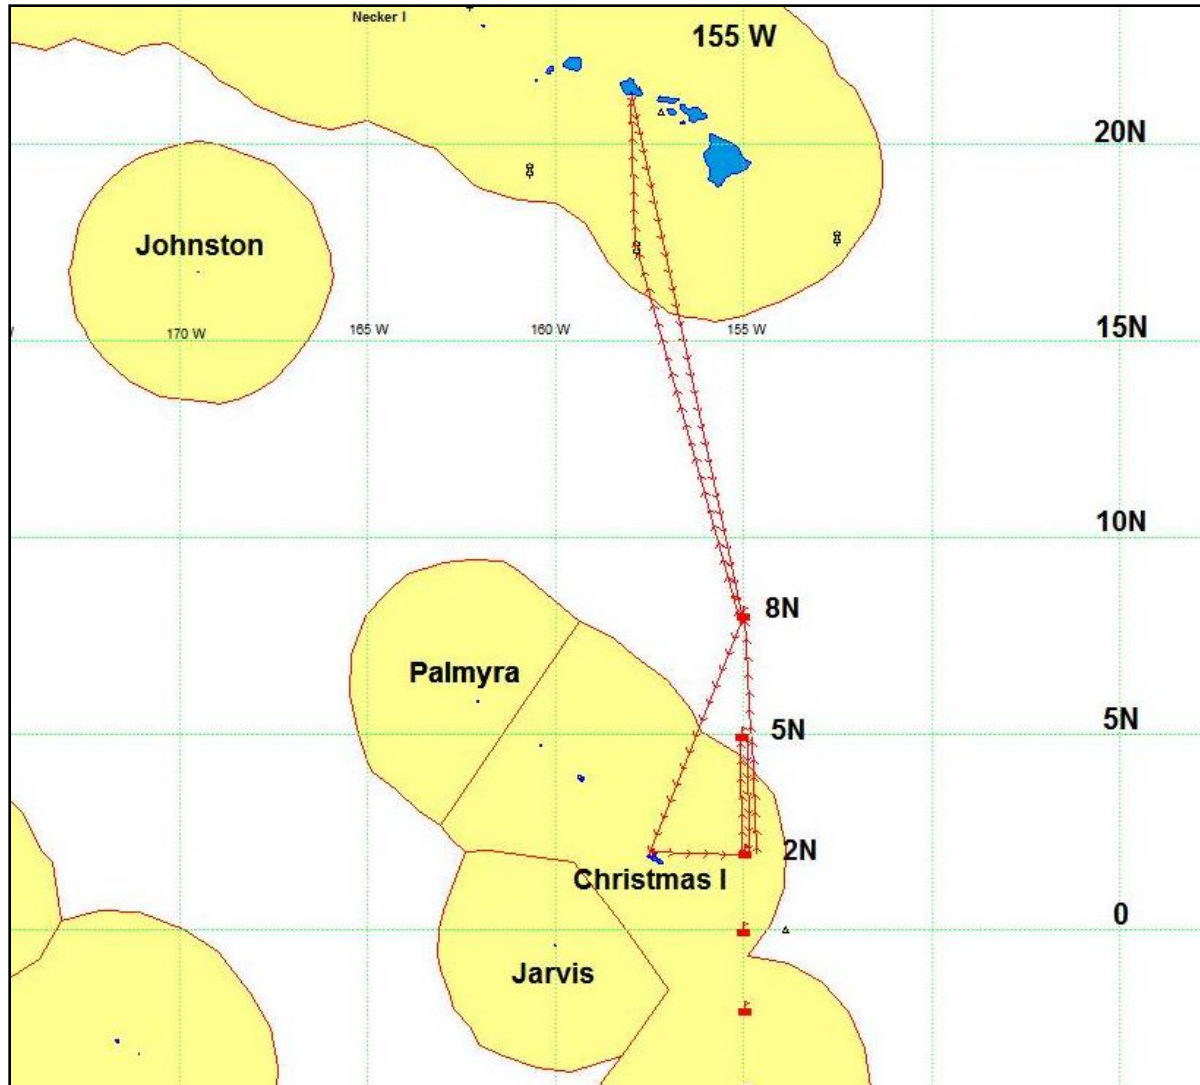 Necker I
155 W
20N
Johnston
170 W
165 W
160 W
155 W
15N
10N
8N
Palmyra
5N
5N
2N
Christmas I
0
Jarvis